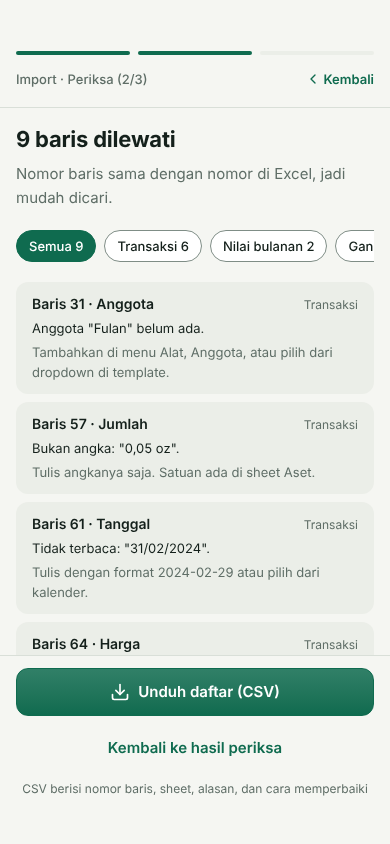 Import · Periksa (2/3)
Kembali
9 baris dilewati
Nomor baris sama dengan nomor di Excel, jadi
mudah dicari.
Semua 9
Transaksi 6
Nilai bulanan 2
Gan
Baris 31 · Anggota
Transaksi
Anggota "Fulan" belum ada.
Tambahkan di menu Alat, Anggota, atau pilih dari
dropdown di template.
Baris 57 · Jumlah
Transaksi
Bukan angka: "0,05 oz".
Tulis angkanya saja. Satuan ada di sheet Aset.
Baris 61 · Tanggal
Transaksi
Tidak terbaca: "31/02/2024".
Tulis dengan format 2024-02-29 atau pilih dari
kalender.
Baris 64 · Harga
Transaksi
Unduh daftar (CSV)
Kembali ke hasil periksa
CSV berisi nomor baris, sheet, alasan, dan cara memperbaiki